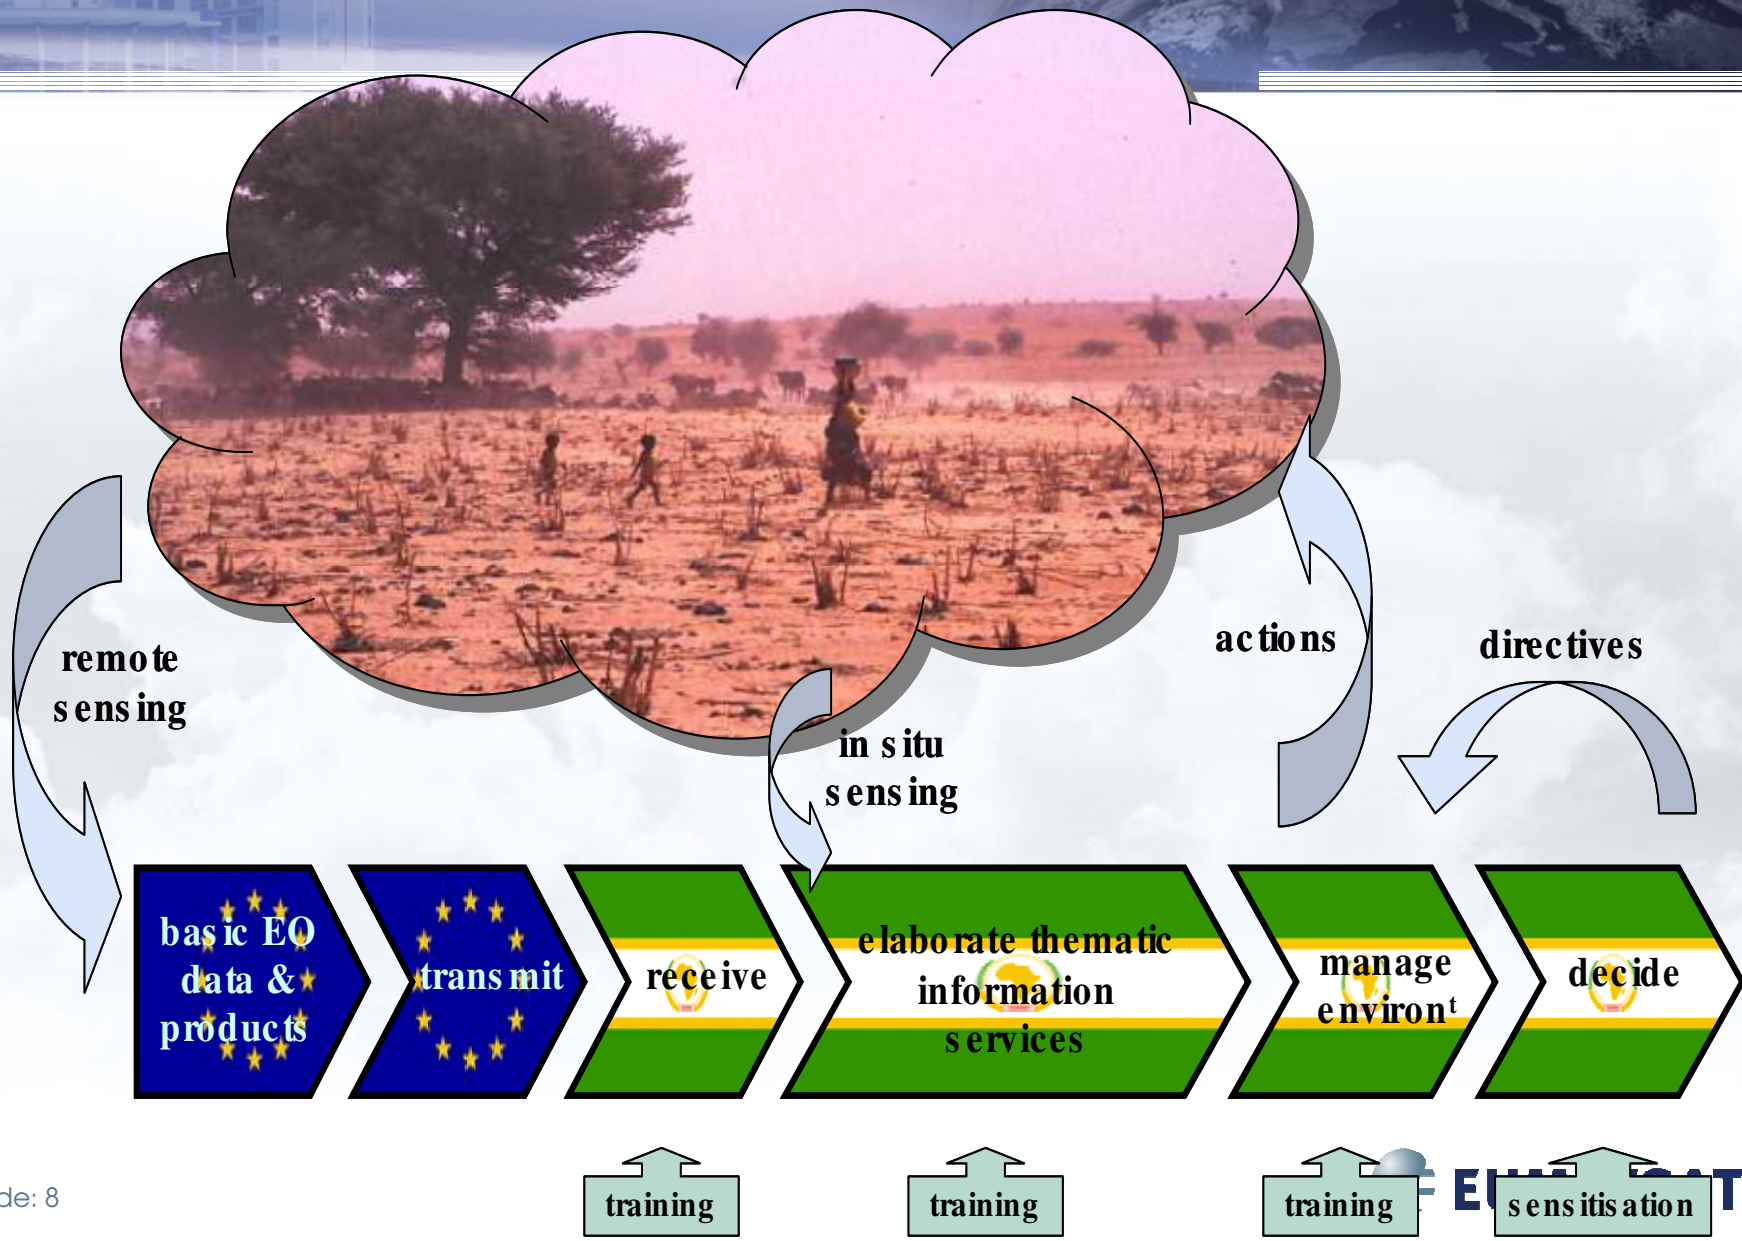 remote
sensing
in situ
sensing
actions
directives
basic EO
data &
products
transmit
receive
elaborate thematic
information
services
manage
environᵗ
decide
training
training
training
sensitisation
de: 8